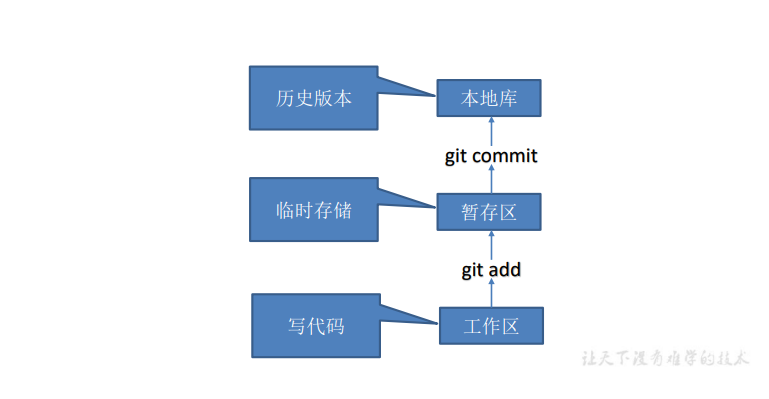 历史版本
本地库
git commit
临时存储
暂存区
git add
写代码
工作区
让天下没有难学的技术